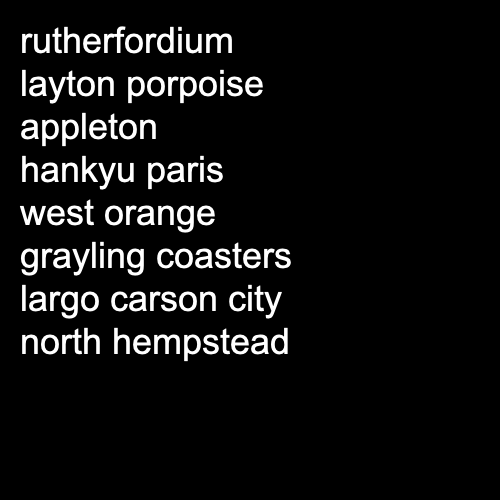 rutherfordium
layton porpoise
appleton
hankyu paris
west orange
grayling coasters
largo carson city
north hempstead